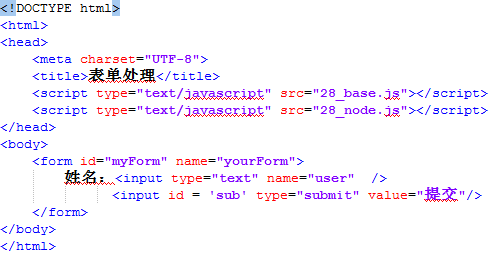 <!DOCTYPE html>
<html>
<head>
    <meta charset="UTF-8">
    <title>表单处理</title>
    <script type="text/javascript" src="28_base.js"></script>
    <script type="text/javascript" src="28_node.js"></script>
</head>
<body>
    <form id="myForm" name="yourForm">
        姓名：<input type="text" name="user"  />
              <input id = 'sub' type="submit" value="提交"/>
    </form>
</body>
</html>